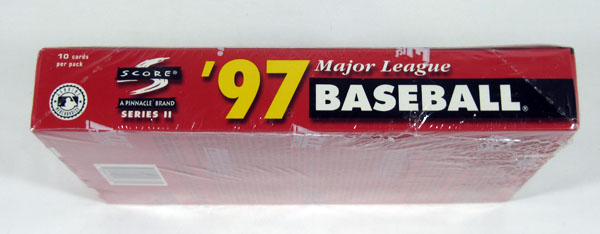 10 cards
per pack
SCORE®
A PINNACLE BRAND
SERIES II
'97
Major League
BASEBALL®